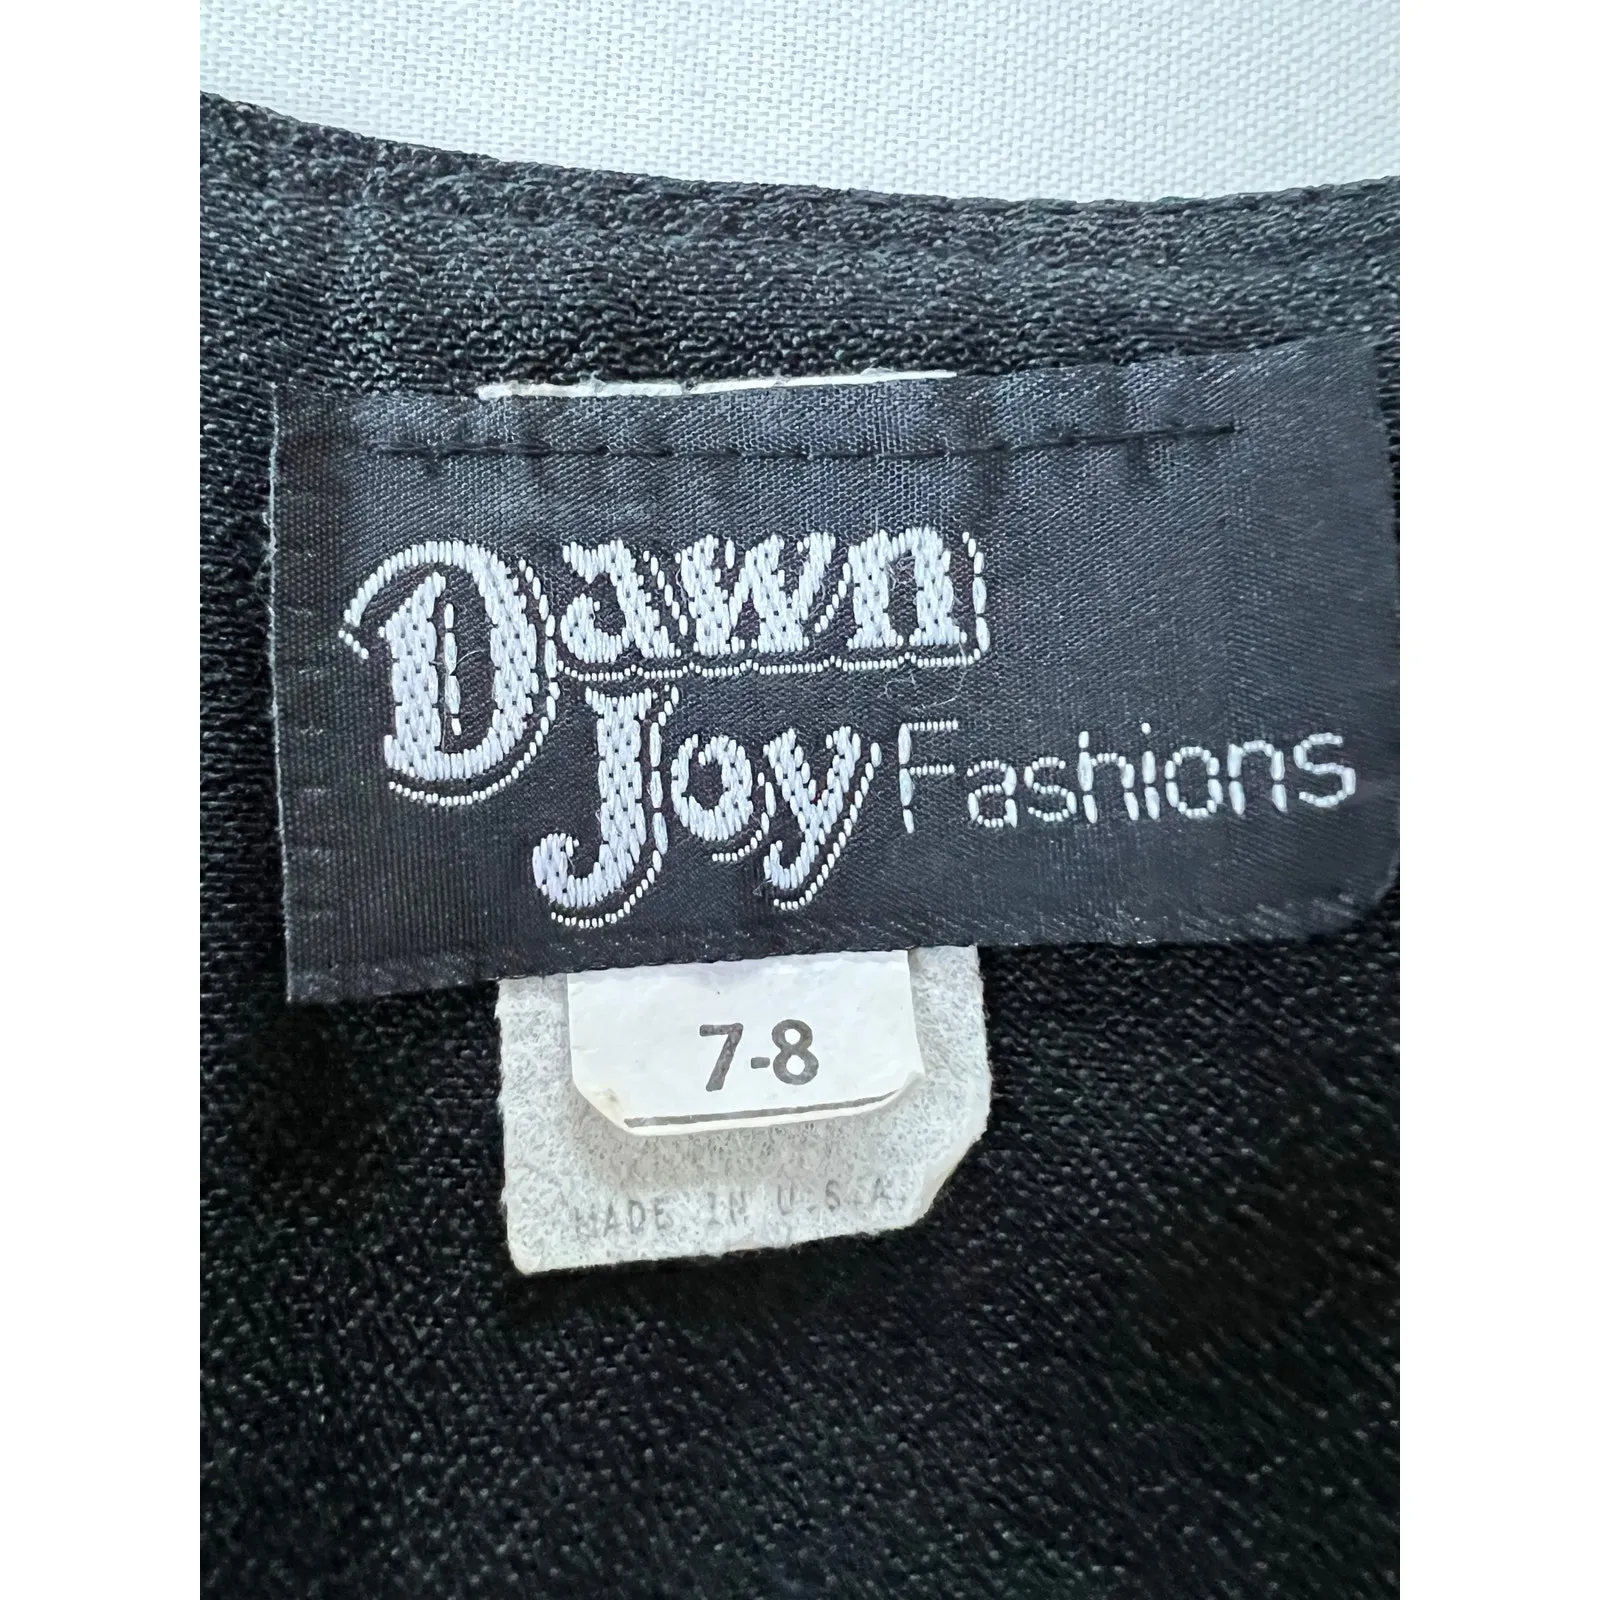 Dawn
Joy Fashions
7-8
MADE IN U.S.A.